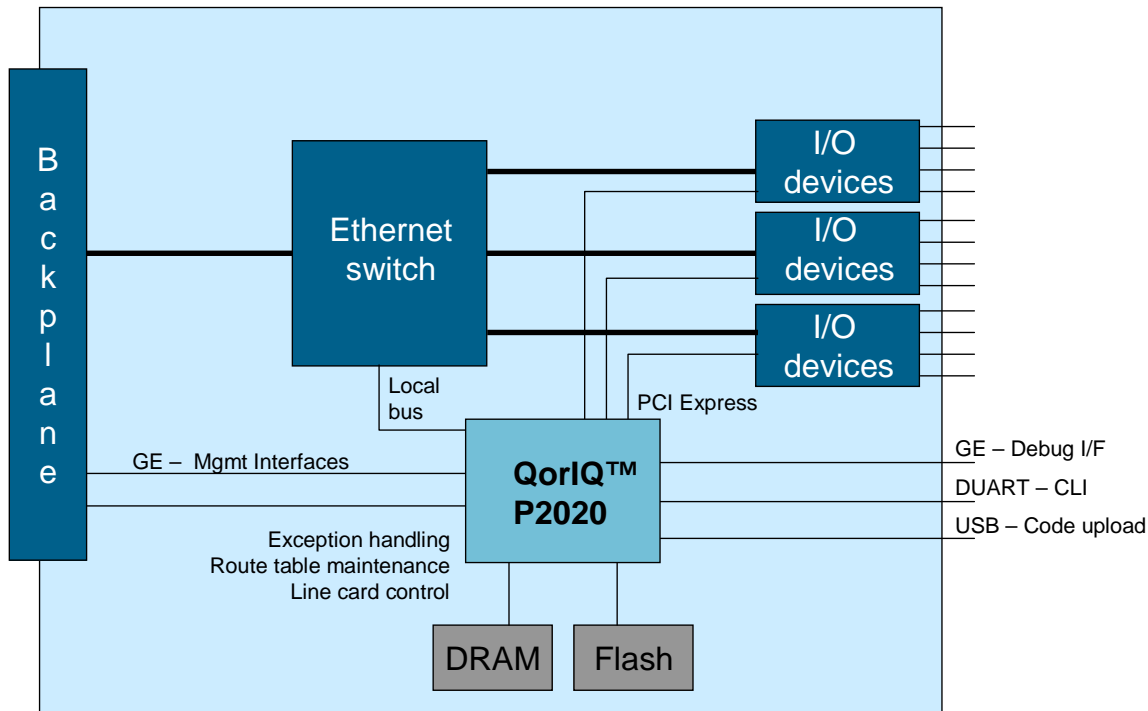 Backplane
Ethernet
switch
I/O
devices
I/O
devices
I/O
devices
Local
bus
PCI Express
GE – Mgmt Interfaces
QorIQ™
P2020
GE – Debug I/F
DUART – CLI
USB – Code upload
Exception handling
Route table maintenance
Line card control
DRAM
Flash